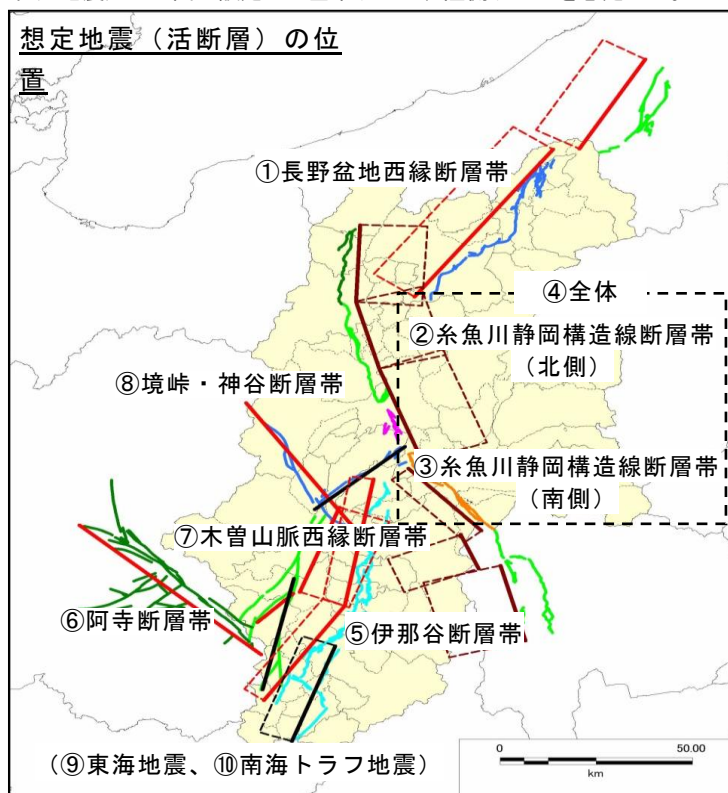 想定地震（活断層）の位
置
①長野盆地西縁断層帯
④全体
②糸魚川静岡構造線断層帯
（北側）
⑧境峠・神谷断層帯
③糸魚川静岡構造線断層帯
（南側）
⑦木曽山脈西縁断層帯
⑥阿寺断層帯
⑤伊那谷断層帯
（⑨東海地震、⑩南海トラフ地震）
0 50.00
km